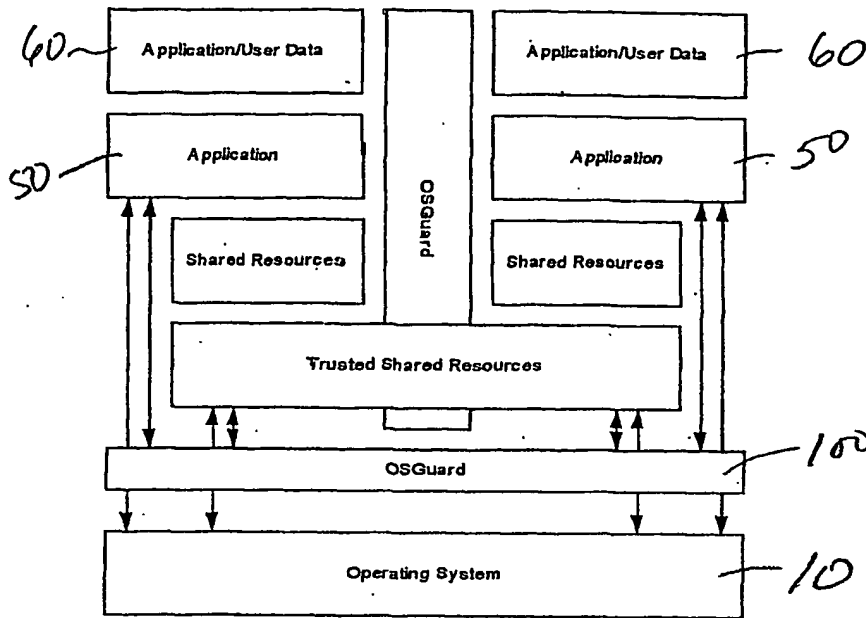 60 Application/User Data Application/User Data 60
50 Application Application 50
OSGuard
Shared Resources Shared Resources
Trusted Shared Resources
OSGuard 100
Operating System 10